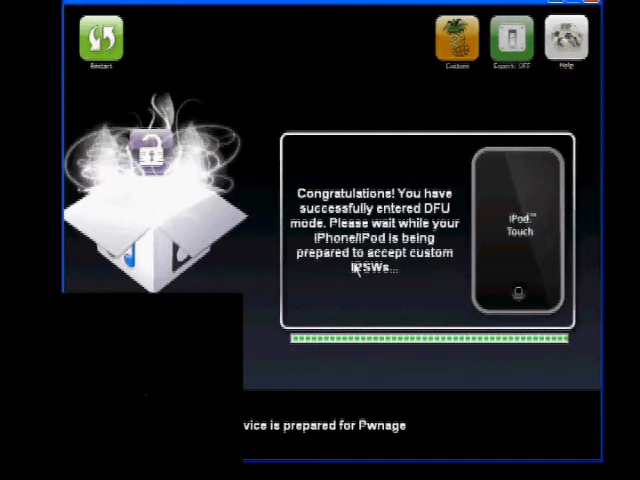 Restart
Custom
Expert: OFF
Help
Congratulations! You have
successfully entered DFU
mode. Please wait while your
iPhone/iPod is being
prepared to accept custom
IPSWs...
iPod™
Touch
vice is prepared for Pwnage